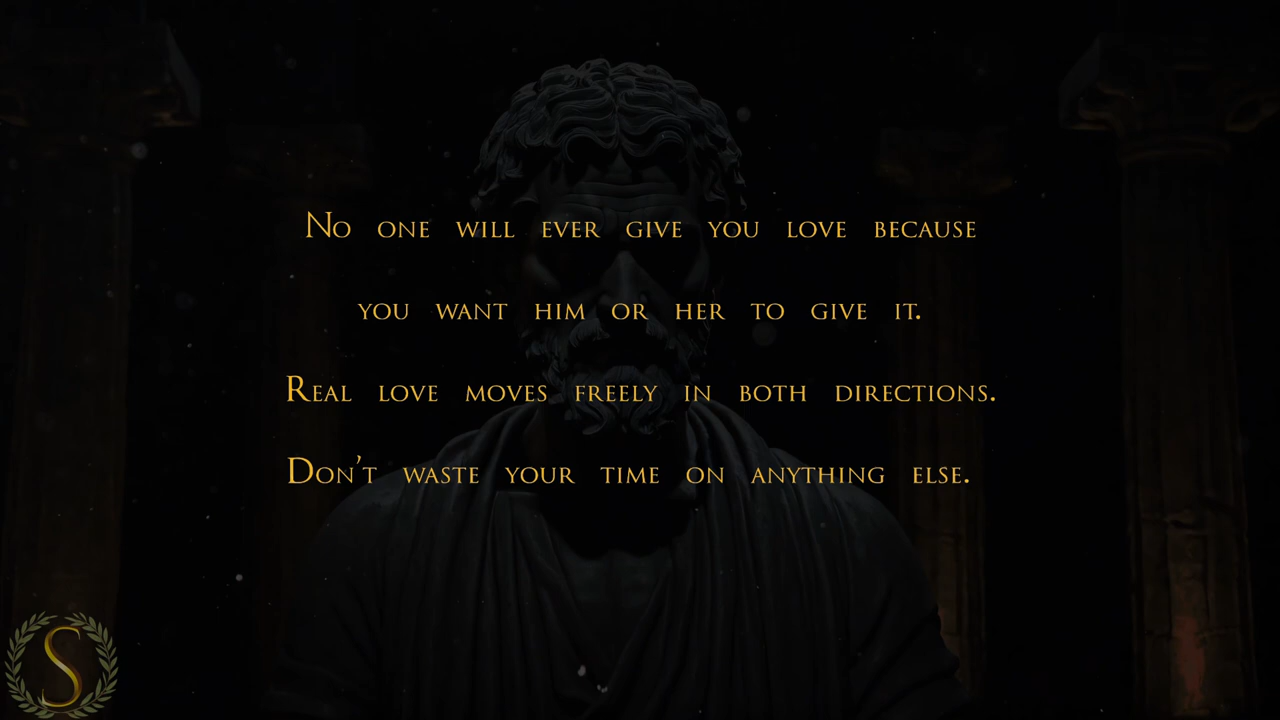 No one will ever give you love because
you want him or her to give it.
Real love moves freely in both directions.
Don't waste your time on anything else.
S